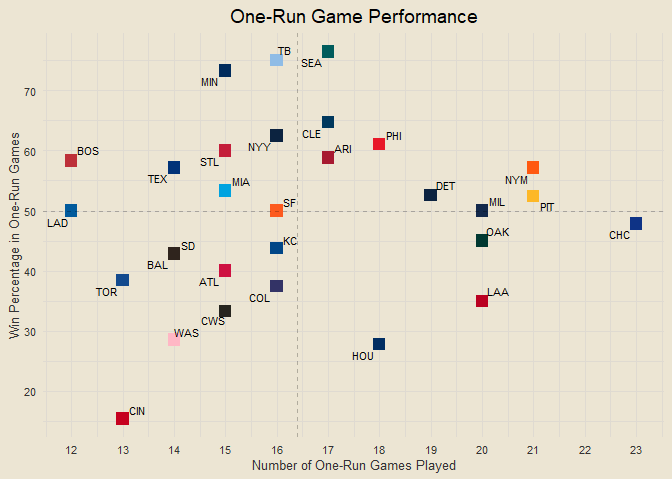 One-Run Game Performance
TB
SEA
MIN
70
CLE
PHI
NYY
ARI
60
BOS
STL
TEX
MIA
NYM
DET
SF
MIL
PIT
50
LAD
OAK
CHC
SD
KC
BAL
40
ATL
TOR
COL
LAA
CWS
30
WAS
HOU
20
CIN
12 13 14 15 16 17 18 19 20 21 22 23
Number of One-Run Games Played
Win Percentage in One-Run Games